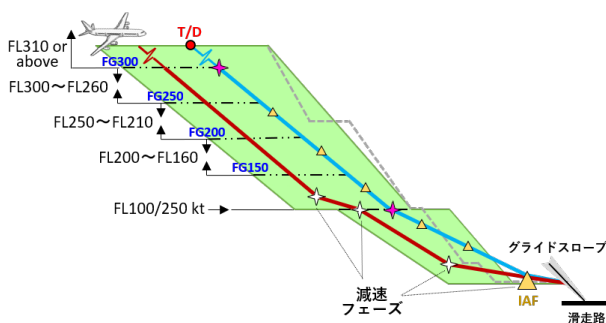 T/D
FL310 or
above
FG300
FL300～FL260
FG250
FL250～FL210
FG200
FL200～FL160
FG150
FL100/250 kt
グライドスロープ
減速
フェーズ
IAF
滑走路